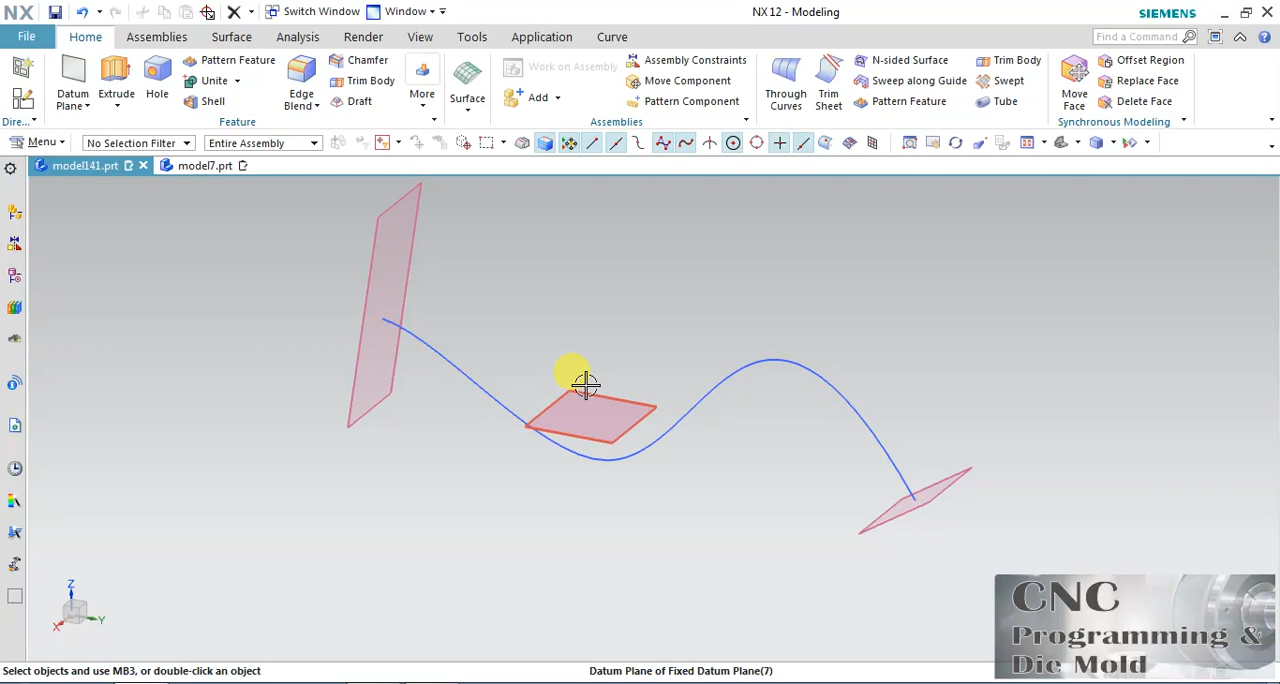 NX
Switch Window
Window
NX 12 - Modeling
SIEMENS
File
Home
Assemblies
Surface
Analysis
Render
View
Tools
Application
Curve
Find a Command
Datum Plane
Extrude
Hole
Pattern Feature
Unite
Shell
Edge Blend
Chamfer
Trim Body
Draft
More
Surface
Work on Assembly
Add
Assembly Constraints
Move Component
Pattern Component
Through Curves
Trim Sheet
N-sided Surface
Sweep along Guide
Pattern Feature
Trim Body
Swept
Tube
Move Face
Offset Region
Replace Face
Delete Face
Dire...
Feature
Assemblies
Synchronous Modeling
Menu
No Selection Filter
Entire Assembly
model141.prt
model7.prt
Z
X
Y
CNC
Programming &
Die Mold
Select objects and use MB3, or double-click an object
Datum Plane of Fixed Datum Plane(7)